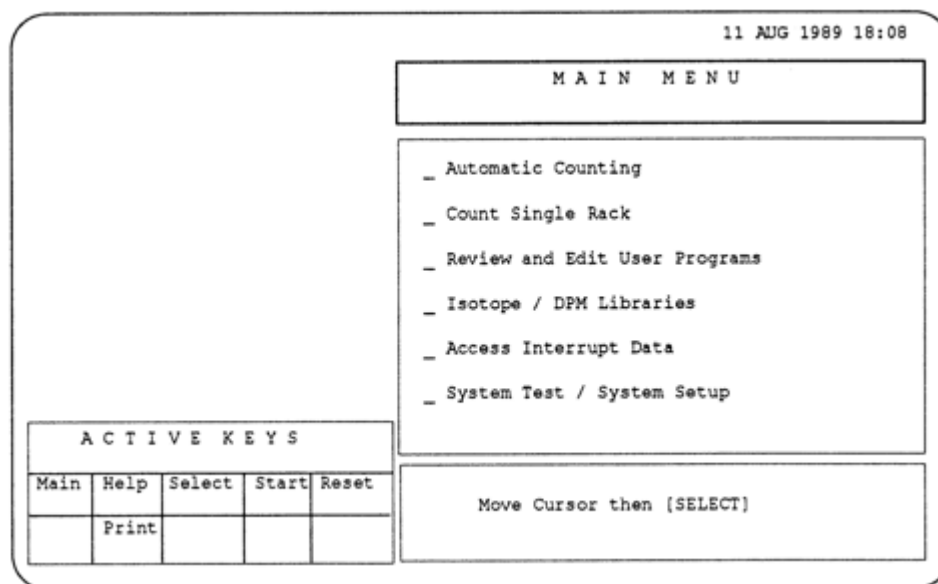 11 AUG 1989 18:08
M A I N   M E N U
_ Automatic Counting
_ Count Single Rack
_ Review and Edit User Programs
_ Isotope / DPM Libraries
_ Access Interrupt Data
_ System Test / System Setup
A C T I V E   K E Y S
Main Help Select Start Reset
Print
Move Cursor then [SELECT]